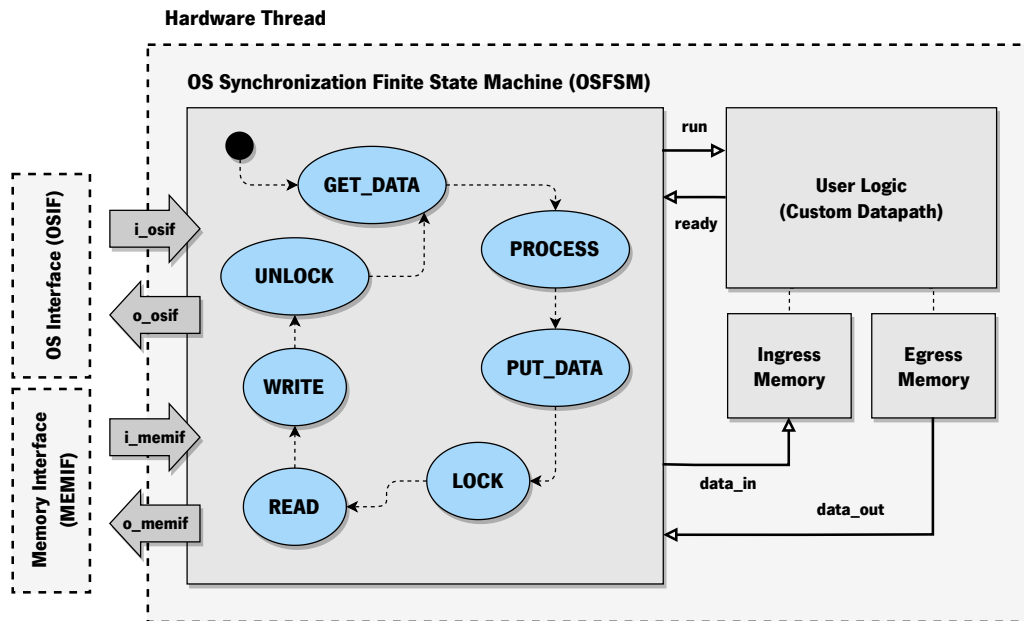 Hardware Thread
OS Synchronization Finite State Machine (OSFSM)
OS Interface (OSIF)
Memory Interface
(MEMIF)
i_osif
o_osif
i_memif
o_memif
GET_DATA
PROCESS
PUT_DATA
LOCK
READ
WRITE
UNLOCK
run
ready
User Logic
(Custom Datapath)
Ingress
Memory
Egress
Memory
data_in
data_out